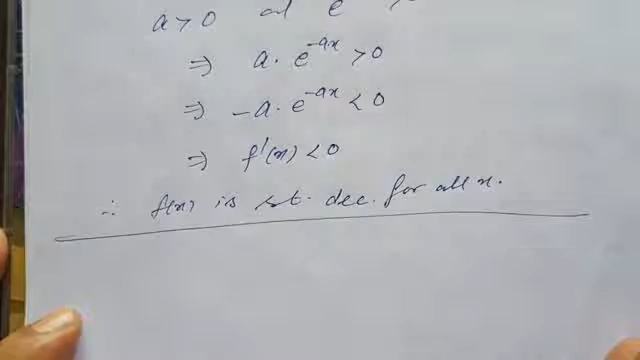 a > 0 e
⇒ a. e^-ax > 0
⇒ -a. e^-ax < 0
⇒ f'(x) < 0
∴ f(x) is st. dec. for all x.